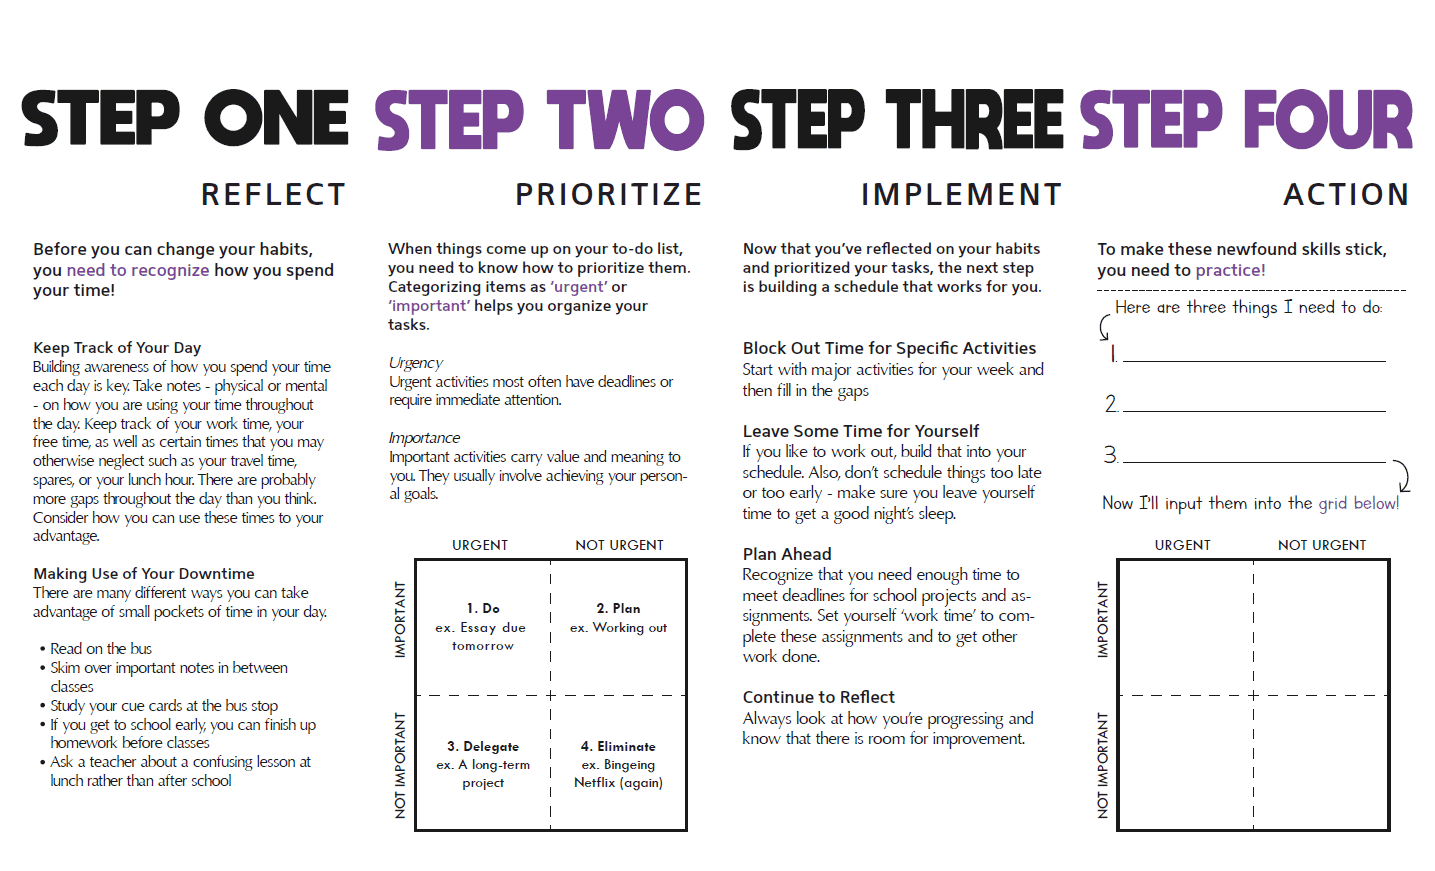 STEP ONE
REFLECT
Before you can change your habits,
you need to recognize how you spend
your time!
Keep Track of Your Day
Building awareness of how you spend your time
each day is key. Take notes - physical or mental
- on how you are using your time throughout
the day. Keep track of your work time, your
free time, as well as certain times that you may
otherwise neglect such as your travel time,
spares, or your lunch hour. There are probably
more gaps throughout the day than you think.
Consider how you can use these times to your
advantage.
Making Use of Your Downtime
There are many different ways you can take
advantage of small pockets of time in your day.
• Read on the bus
• Skim over important notes in between
classes
• Study your cue cards at the bus stop
• If you get to school early, you can finish up
homework before classes
• Ask a teacher about a confusing lesson at
lunch rather than after school
STEP TWO
PRIORITIZE
When things come up on your to-do list,
you need to know how to prioritize them.
Categorizing items as ‘urgent’ or
‘important’ helps you organize your
tasks.
Urgency
Urgent activities most often have deadlines or
require immediate attention.
Importance
Important activities carry value and meaning to
you. They usually involve achieving your person-
al goals.
URGENT
NOT URGENT
IMPORTANT
1. Do
ex. Essay due
tomorrow
2. Plan
ex. Working out
NOT IMPORTANT
3. Delegate
ex. A long-term
project
4. Eliminate
ex. Bingeing
Netflix (again)
STEP THREE
IMPLEMENT
Now that you’ve reflected on your habits
and prioritized your tasks, the next step
is building a schedule that works for you.
Block Out Time for Specific Activities
Start with major activities for your week and
then fill in the gaps
Leave Some Time for Yourself
If you like to work out, build that into your
schedule. Also, don’t schedule things too late
or too early - make sure you leave yourself
time to get a good night’s sleep.
Plan Ahead
Recognize that you need enough time to
meet deadlines for school projects and as-
signments. Set yourself ‘work time’ to com-
plete these assignments and to get other
work done.
Continue to Reflect
Always look at how you’re progressing and
know that there is room for improvement.
STEP FOUR
ACTION
To make these newfound skills stick,
you need to practice!
Here are three things I need to do:
1.
2.
3.
Now I'll input them into the grid below!
URGENT
NOT URGENT
IMPORTANT
NOT IMPORTANT